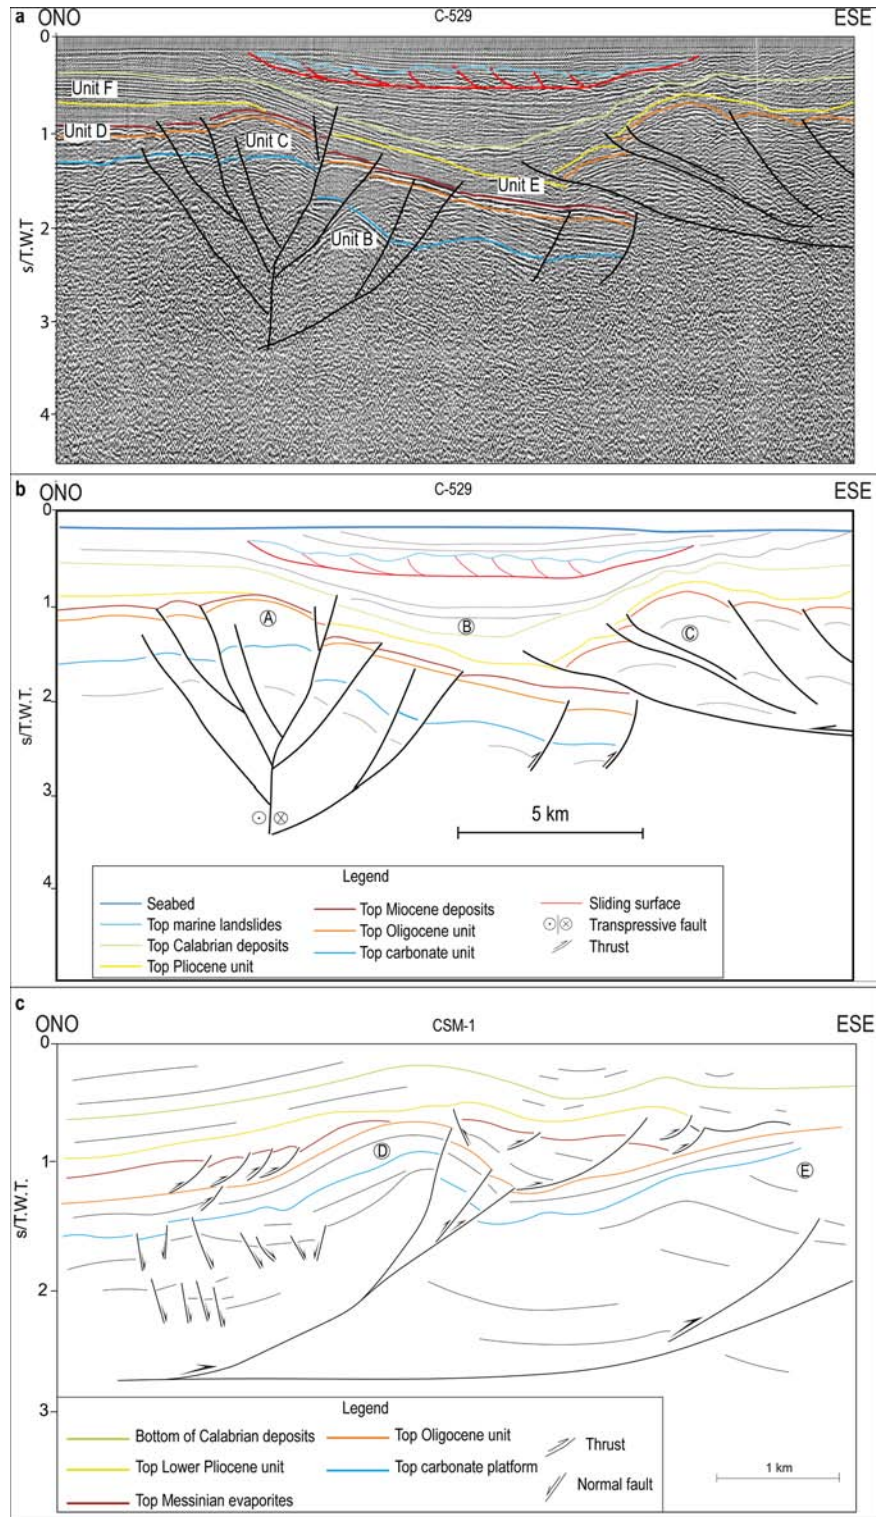 a
ONO
C-529
ESE
0
Unit F
1
Unit D
Unit C
Unit E
2
Unit B
s/T.W.T
3
4
b
ONO
C-529
ESE
0
1
A
B
C
2
s/T.W.T.
3
5 km
4
Legend
Seabed
Top marine landslides
Top Calabrian deposits
Top Pliocene unit
Top Miocene deposits
Top Oligocene unit
Top carbonate unit
Sliding surface
Transpressive fault
Thrust
c
ONO
CSM-1
ESE
0
D
1
E
s/T.W.T.
2
3
Legend
Bottom of Calabrian deposits
Top Lower Pliocene unit
Top Messinian evaporites
Top Oligocene unit
Top carbonate platform
Thrust
Normal fault
1 km